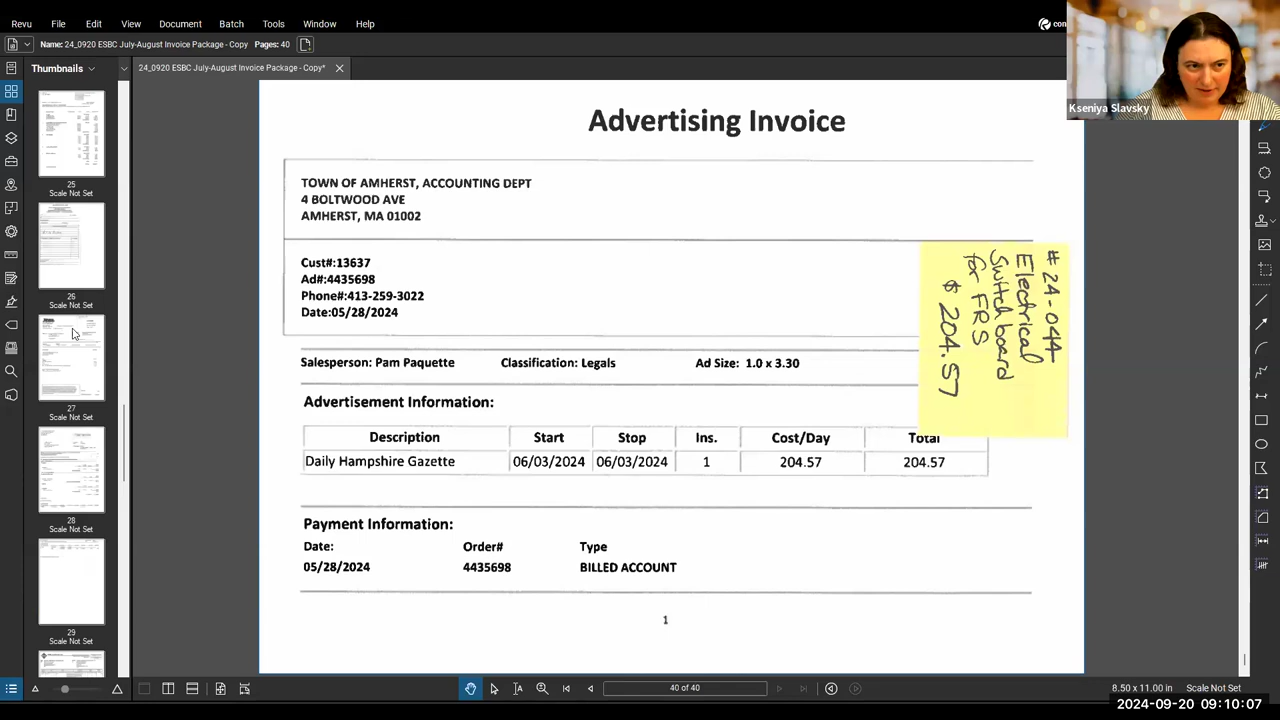 Revu File Edit View Document Batch Tools Window Help
Name: 24_0920 ESBC July-August Invoice Package - Copy Pages: 40
Thumbnails
24_0920 ESBC July-August Invoice Package - Copy*
Kseniya Slavsky
25
Scale Not Set
26
Scale Not Set
27
Scale Not Set
28
Scale Not Set
29
Scale Not Set
Advertising Invoice
TOWN OF AMHERST, ACCOUNTING DEPT
4 BOLTWOOD AVE
AMHERST, MA 01002
Cust#:13637
Ad#:4435698
Phone#:413-259-3022
Date:05/28/2024
# 24-044
Electrical
Switchboard
for FRS
$ 204.57
Salesperson: Pam Paquette Classification: Legals Ad Size: 1.0 x 3.30
Advertisement Information:
Description Start Stop Ins. Cost/Day Total
Daily Hampshire Gazette 06/03/2024 06/03/2024 1 204.57 204.57
Payment Information:
Date: Order# Type
05/28/2024 4435698 BILLED ACCOUNT
1
40 of 40
8.50 x 11.00 in Scale Not Set
2024-09-20 09:10:07